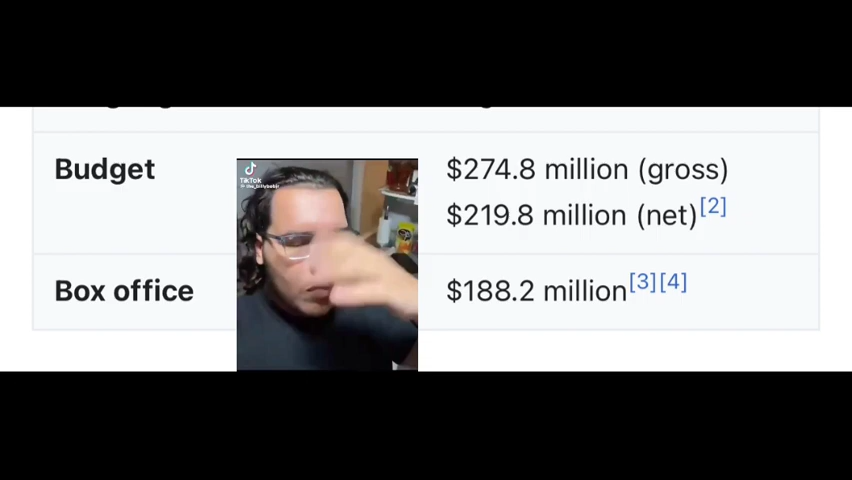 Budget
$274.8 million (gross)
$219.8 million (net)[2]
TikTok
Box office
$188.2 million[3][4]